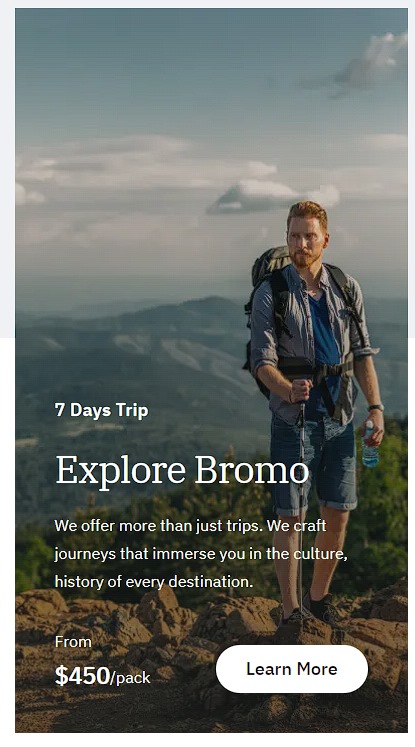 7 Days Trip
Explore Bromo
We offer more than just trips. We craft
journeys that immerse you in the culture,
history of every destination.
From
$450/pack
Learn More